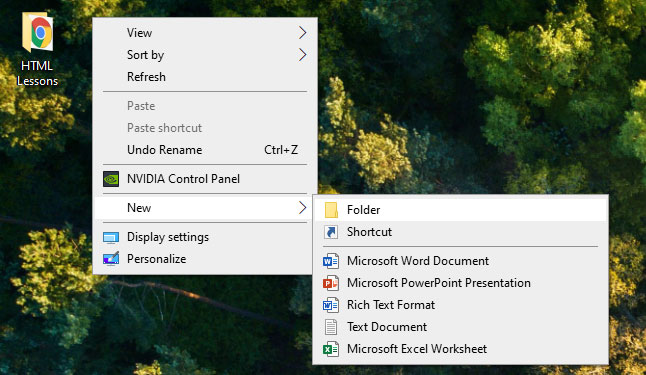 HTML
Lessons
View
Sort by
Refresh
Paste
Paste shortcut
Undo Rename Ctrl+Z
NVIDIA Control Panel
New
Display settings
Personalize
Folder
Shortcut
Microsoft Word Document
Microsoft PowerPoint Presentation
Rich Text Format
Text Document
Microsoft Excel Worksheet